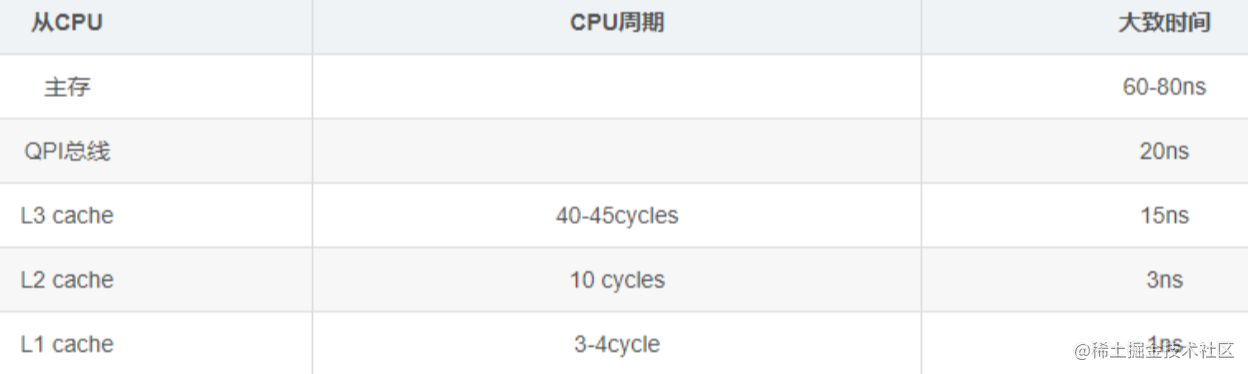 从CPU CPU周期 大致时间
主存 60-80ns
QPI总线 20ns
L3 cache 40-45cycles 15ns
L2 cache 10 cycles 3ns
L1 cache 3-4cycle 1ns
@稀土掘金技术社区